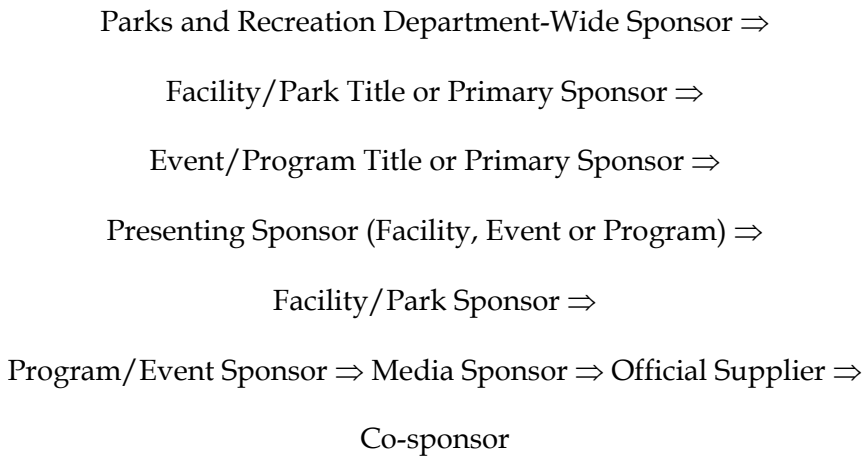 Parks and Recreation Department-Wide Sponsor ⇒
Facility/Park Title or Primary Sponsor ⇒
Event/Program Title or Primary Sponsor ⇒
Presenting Sponsor (Facility, Event or Program) ⇒
Facility/Park Sponsor ⇒
Program/Event Sponsor ⇒ Media Sponsor ⇒ Official Supplier ⇒
Co-sponsor